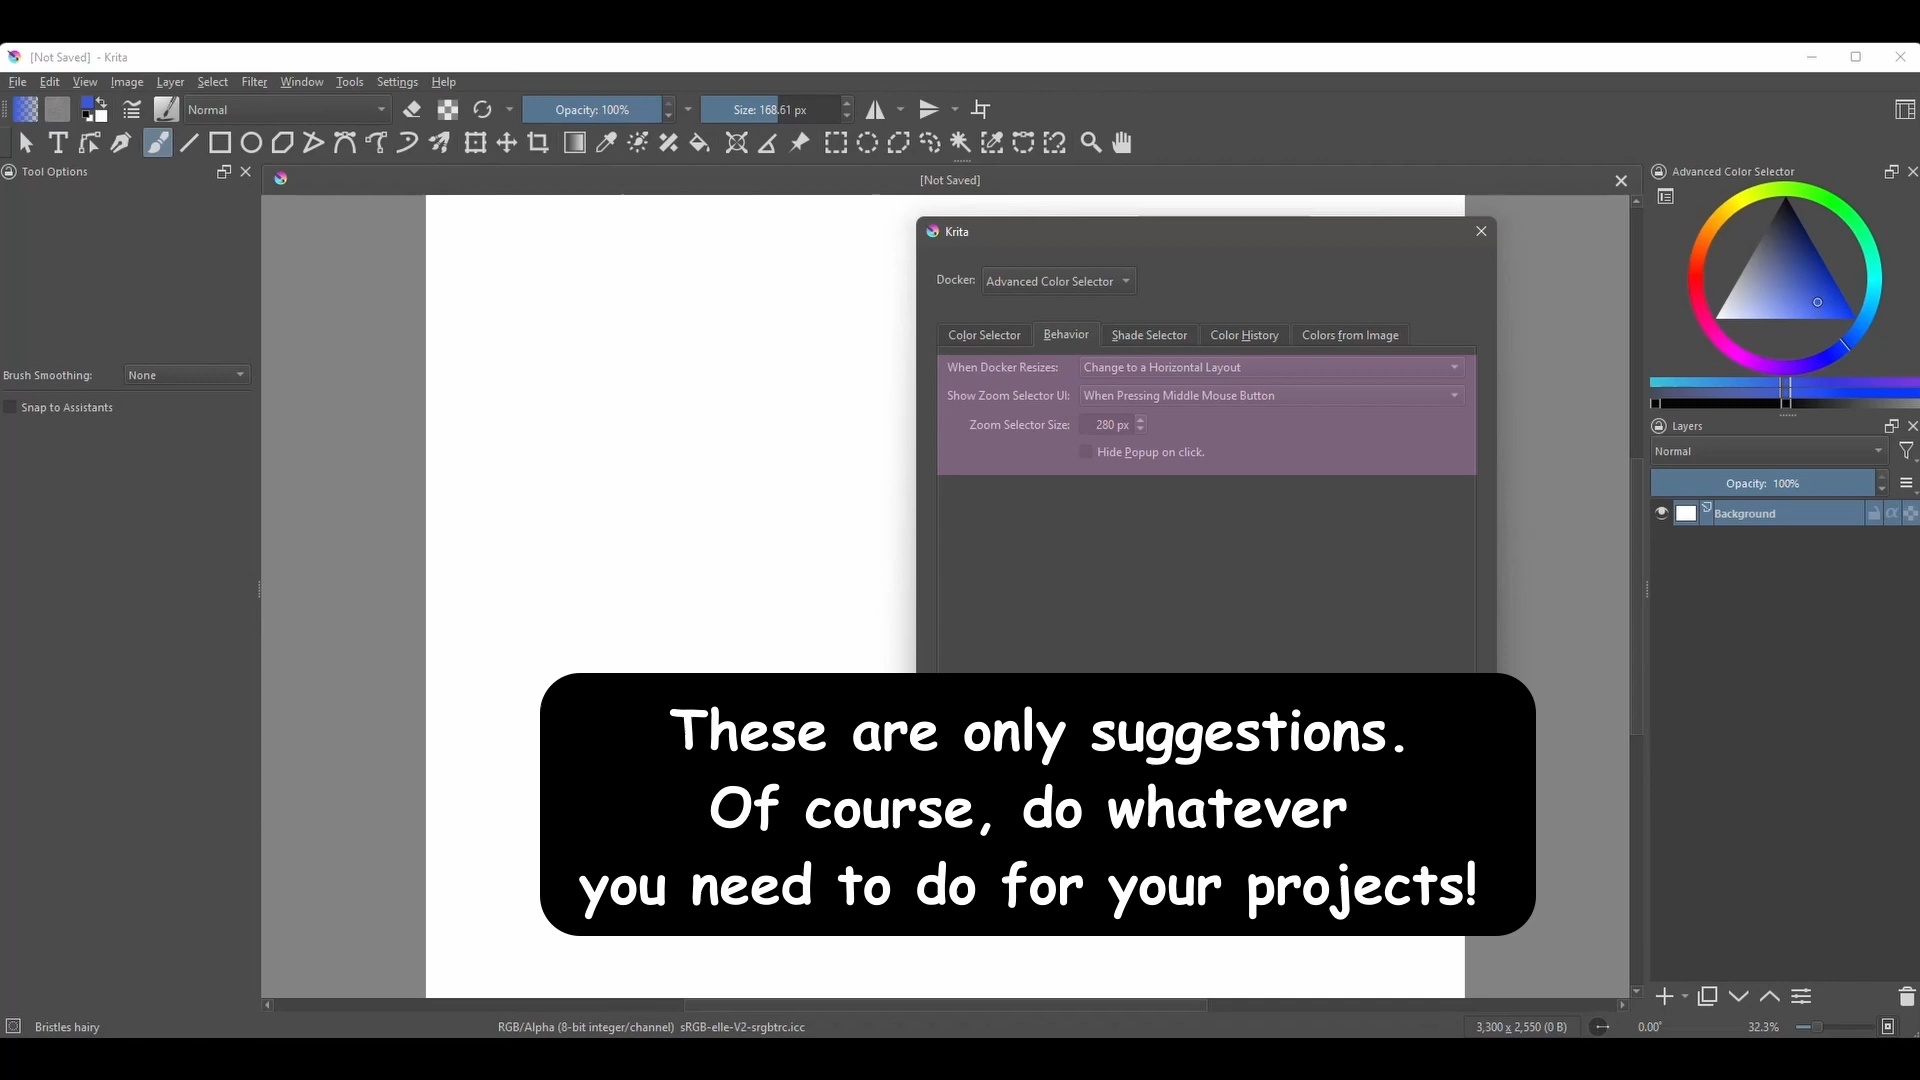 [Not Saved] - Krita
File Edit View Image Layer Select Filter Window Tools Settings Help
Normal
Opacity: 100%
Size: 168.61 px
Tool Options
[Not Saved]
Advanced Color Selector
Krita
Docker: Advanced Color Selector
Color Selector Behavior Shade Selector Color History Colors from Image
When Docker Resizes: Change to a Horizontal Layout
Show Zoom Selector UI: When Pressing Middle Mouse Button
Zoom Selector Size: 280 px
Hide Popup on click.
Brush Smoothing: None
Snap to Assistants
Layers
Normal
Opacity: 100%
Background
These are only suggestions.
Of course, do whatever
you need to do for your projects!
Bristles hairy
RGB/Alpha (8-bit integer/channel) sRGB-elle-V2-srgbtrc.icc
3,300 x 2,550 (0 B)
0.00°
32.3%